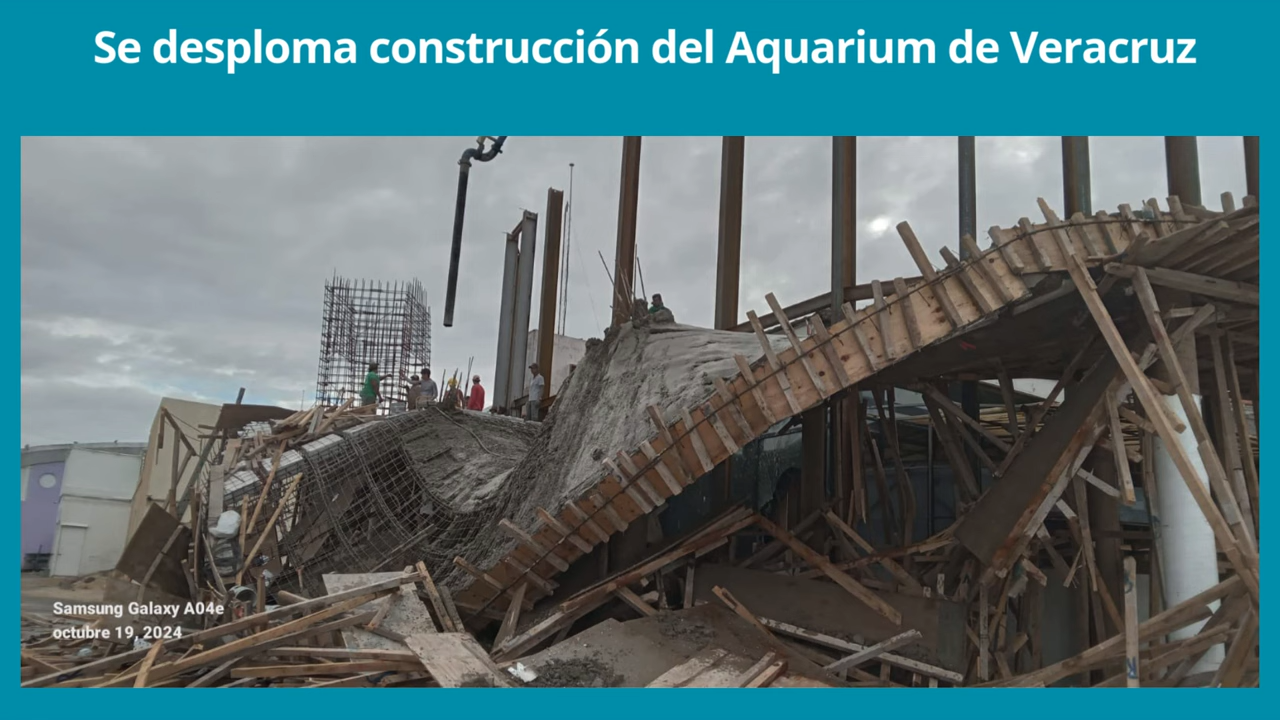 Se desploma construcción del Aquarium de Veracruz
Samsung Galaxy A04e
octubre 19, 2024